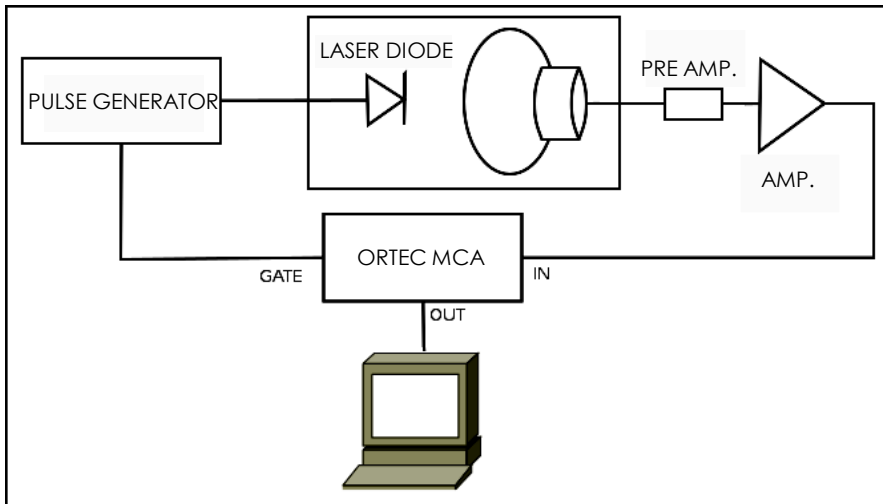 LASER DIODE
PRE AMP.
PULSE GENERATOR
AMP.
ORTEC MCA
GATE
IN
OUT